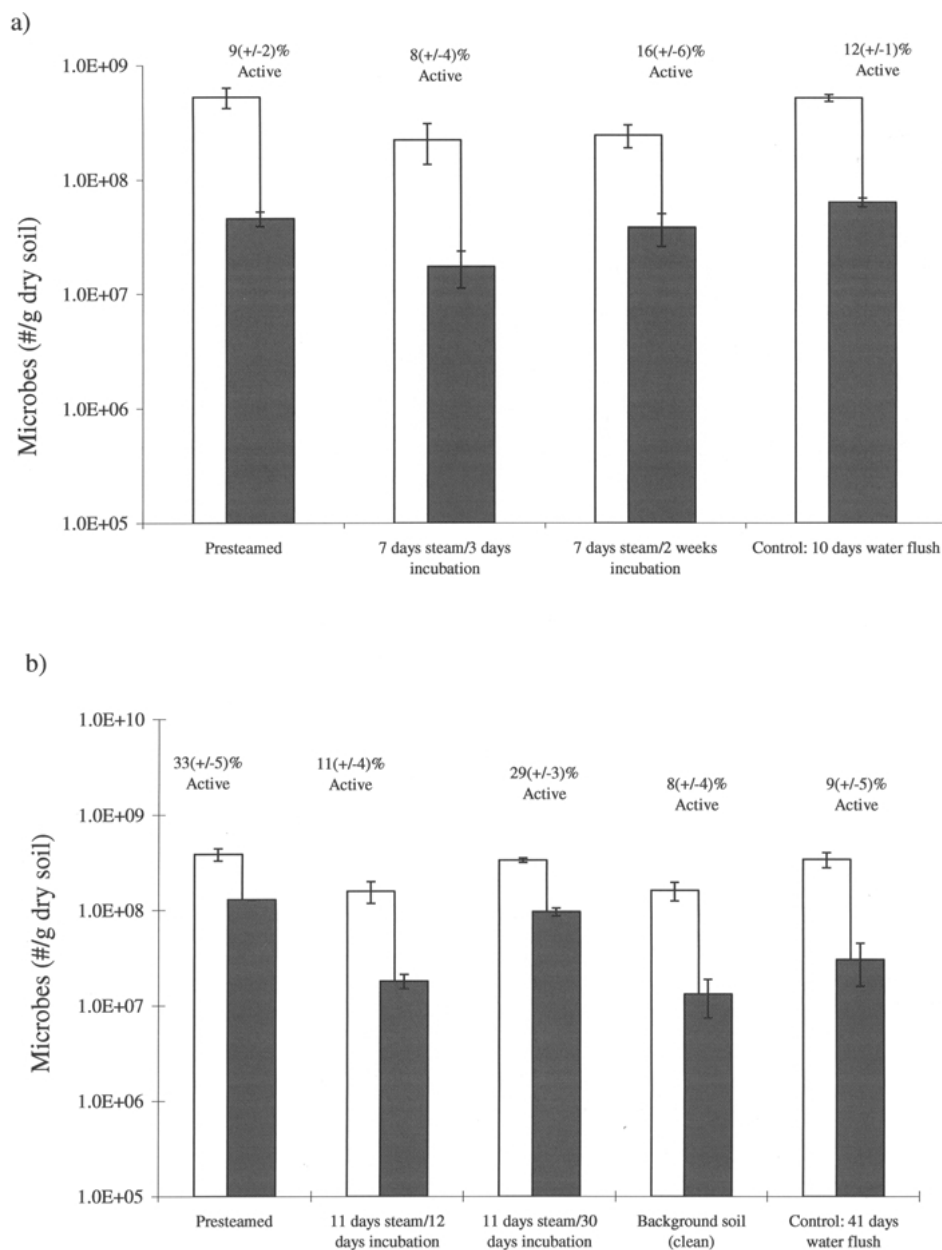 a)
9(+/-2)%
Active
8(+/-4)%
Active
16(+/-6)%
Active
12(+/-1)%
Active
1.0E+09
1.0E+08
1.0E+07
1.0E+06
1.0E+05
Microbes (#/g dry soil)
Presteamed
7 days steam/3 days
incubation
7 days steam/2 weeks
incubation
Control: 10 days water flush
b)
1.0E+10
1.0E+09
1.0E+08
1.0E+07
1.0E+06
1.0E+05
Microbes (#/g dry soil)
33(+/-5)%
Active
11(+/-4)%
Active
29(+/-3)%
Active
8(+/-4)%
Active
9(+/-5)%
Active
Presteamed
11 days steam/12
days incubation
11 days steam/30
days incubation
Background soil
(clean)
Control: 41 days
water flush